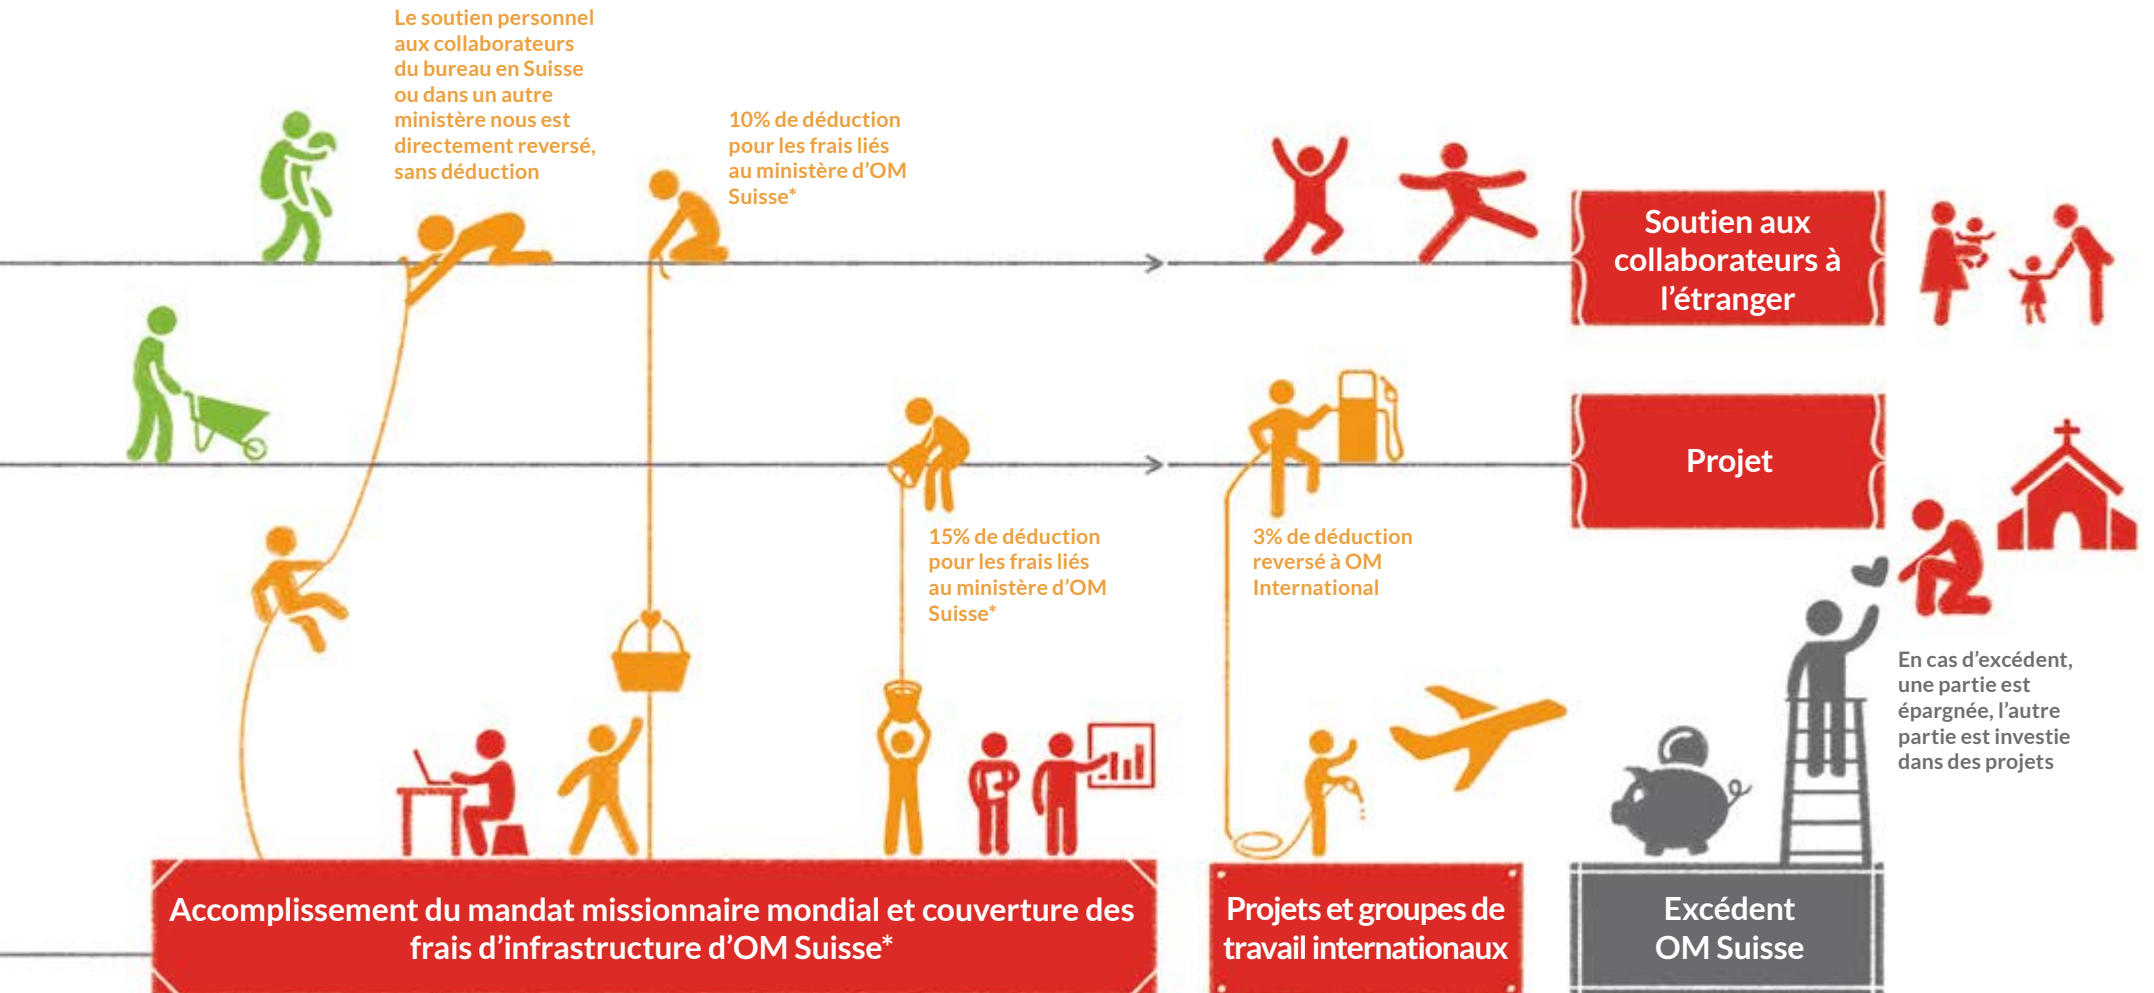 Le soutien personnel
aux collaborateurs
du bureau en Suisse
ou dans un autre
ministère nous est
directement reversé,
sans déduction
10% de déduction
pour les frais liés
au ministère d’OM
Suisse*
Soutien aux
collaborateurs à
l’étranger
Projet
15% de déduction
pour les frais liés
au ministère d’OM
Suisse*
3% de déduction
reversé à OM
International
En cas d’excédent,
une partie est
épargnée, l’autre
partie est investie
dans des projets
Accomplissement du mandat missionnaire mondial et couverture des
frais d’infrastructure d’OM Suisse*
Projets et groupes de
travail internationaux
Excédent
OM Suisse